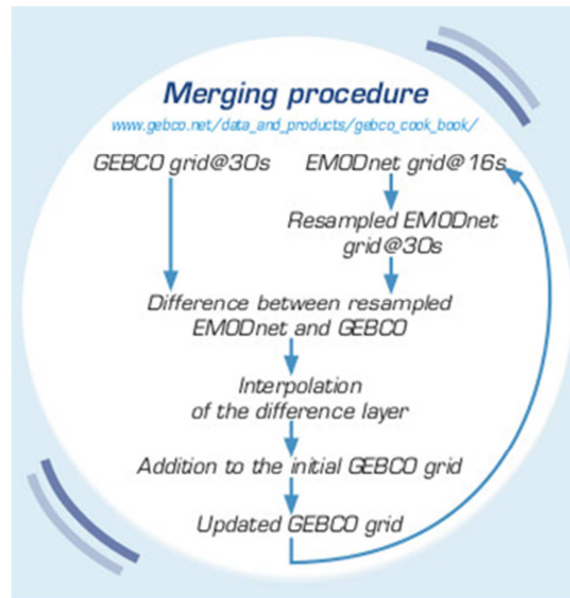 Merging procedure
www.gebco.net/data_and_products/gebco_cook_book/
GEBCO grid@30s
EMODnet grid@16s
Resampled EMODnet
grid@30s
Difference between resampled
EMODnet and GEBCO
Interpolation
of the difference layer
Addition to the initial GEBCO grid
Updated GEBCO grid